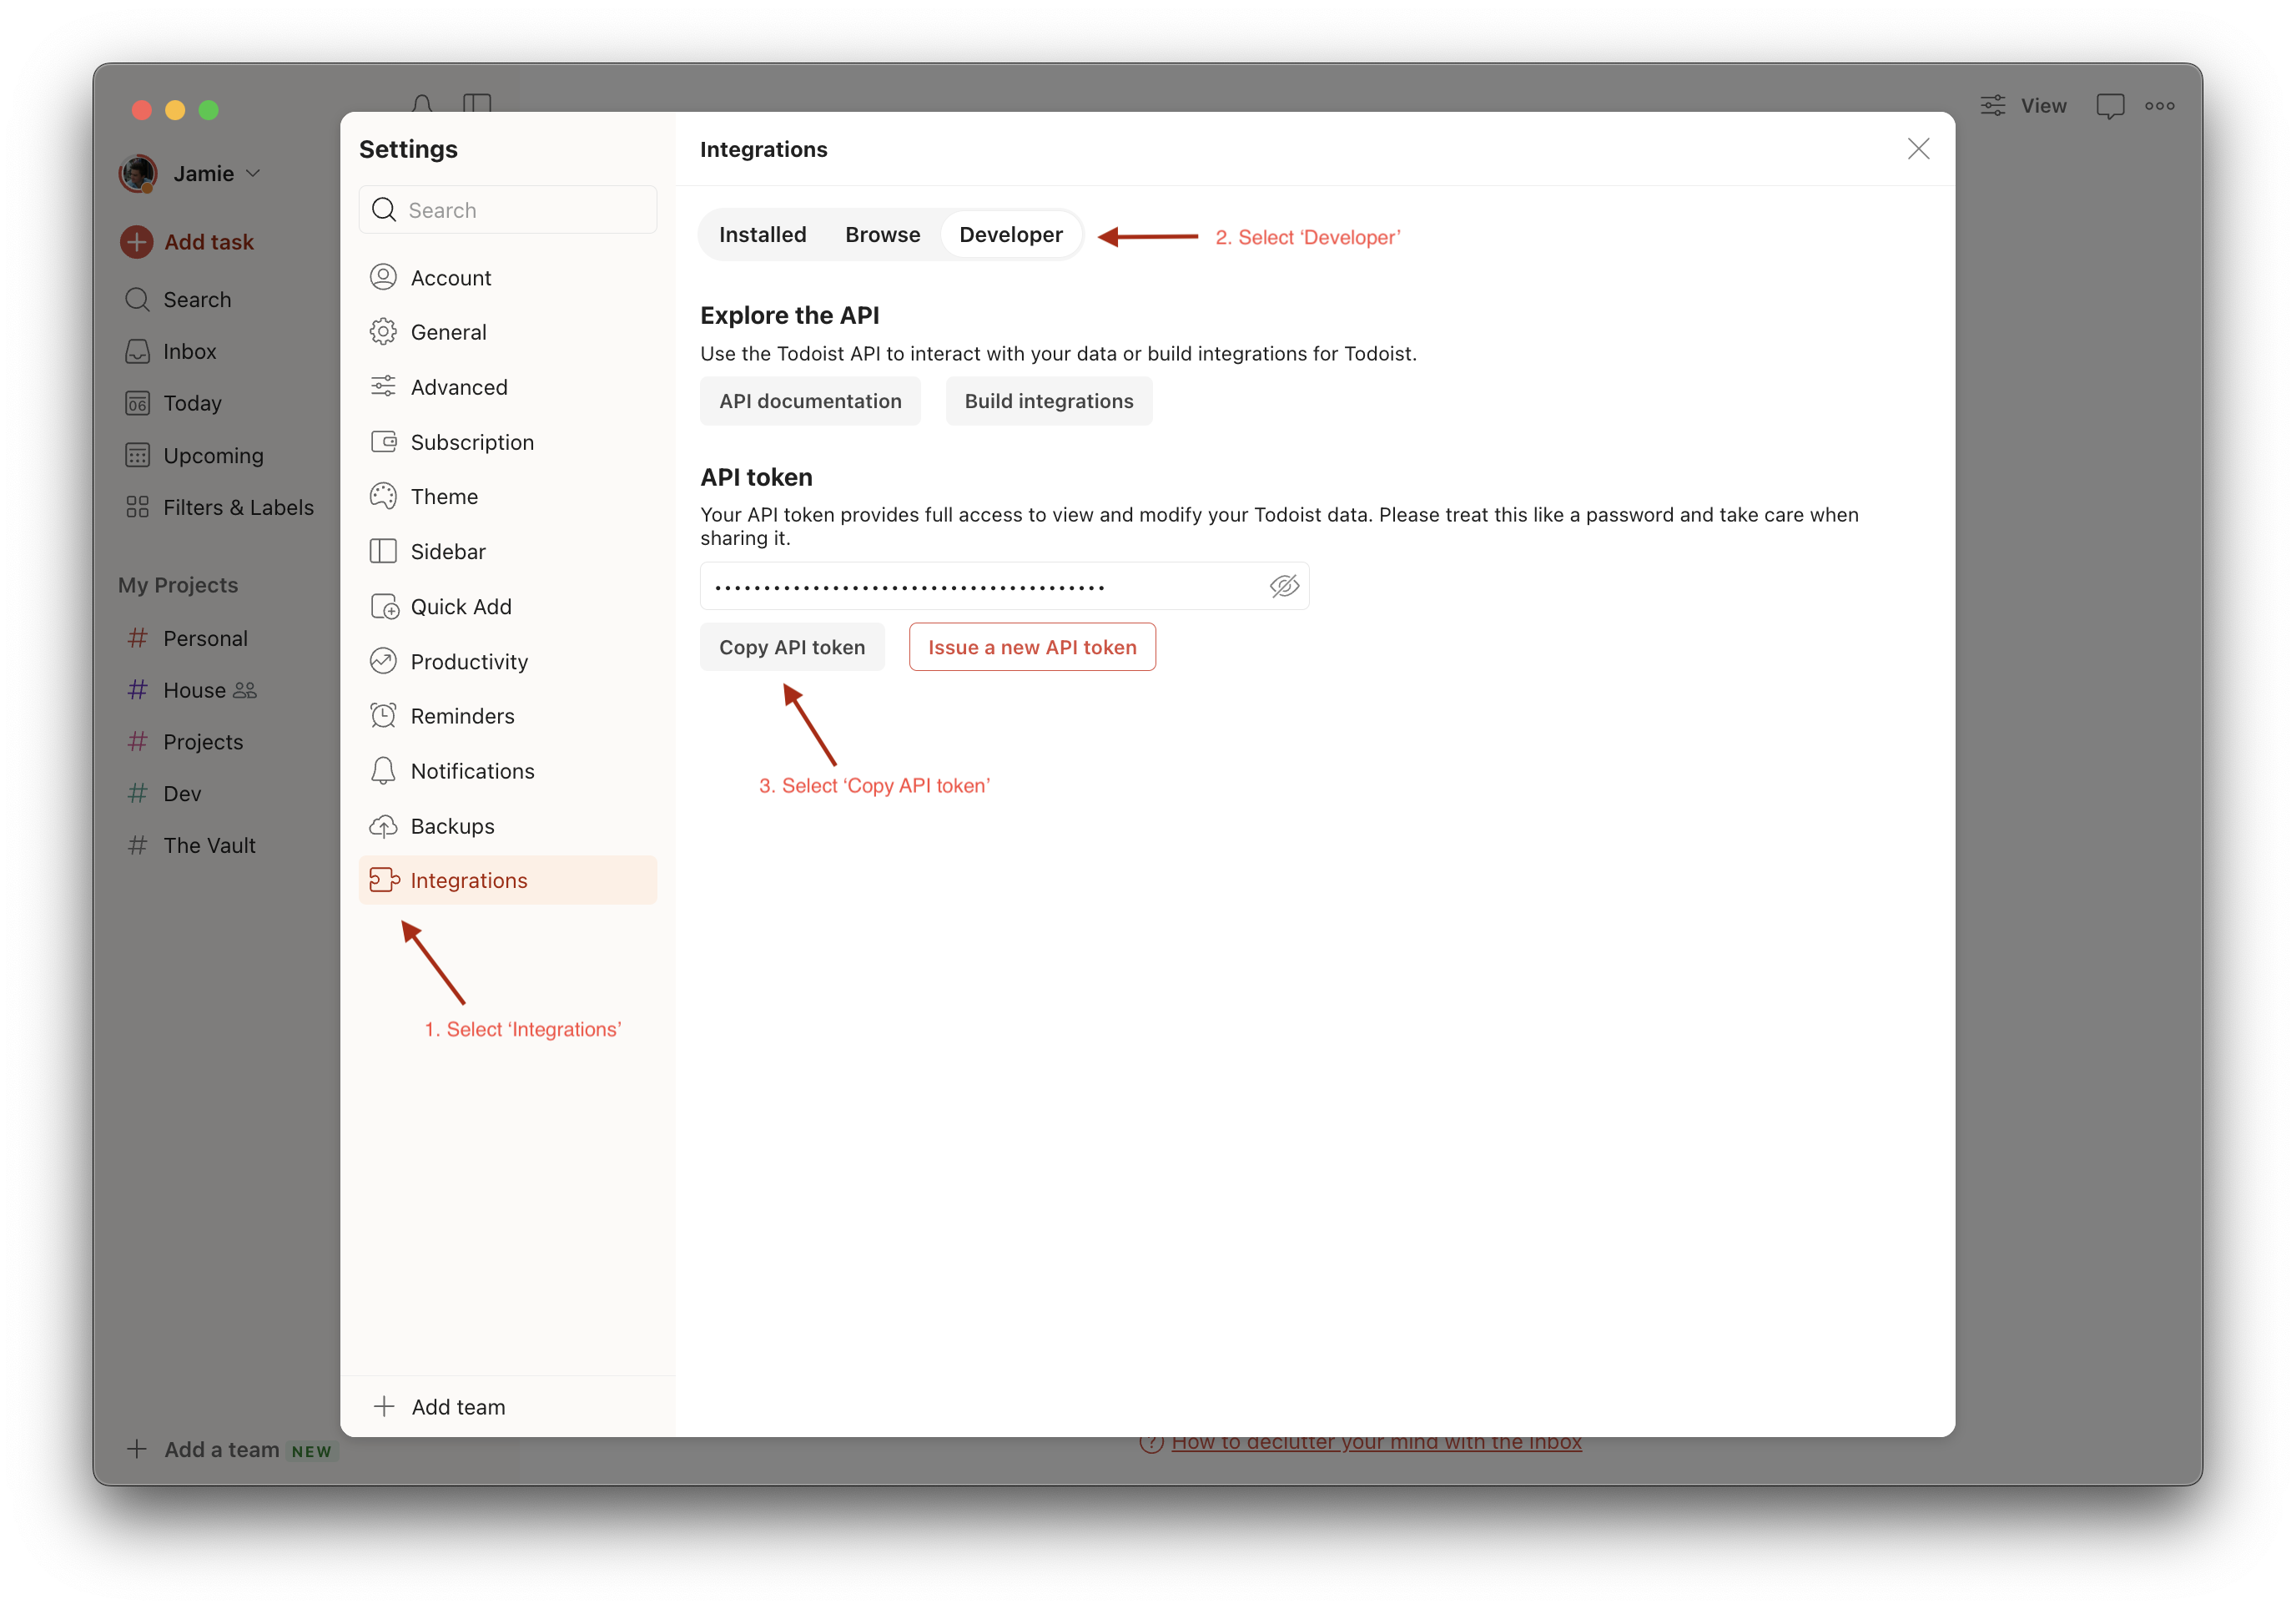 View
Jamie
Add task
Search
Inbox
06
Today
Upcoming
Filters & Labels
My Projects
Personal
House
Projects
Dev
The Vault
Add a team NEW
Settings
Search
Account
General
Advanced
Subscription
Theme
Sidebar
Quick Add
Productivity
Reminders
Notifications
Backups
Integrations
1. Select ‘Integrations’
Add team
Integrations
Installed
Browse
Developer
2. Select ‘Developer’
Explore the API
Use the Todoist API to interact with your data or build integrations for Todoist.
API documentation
Build integrations
API token
Your API token provides full access to view and modify your Todoist data. Please treat this like a password and take care when
sharing it.
Copy API token
Issue a new API token
3. Select ‘Copy API token’
How to declutter your mind with the Inbox